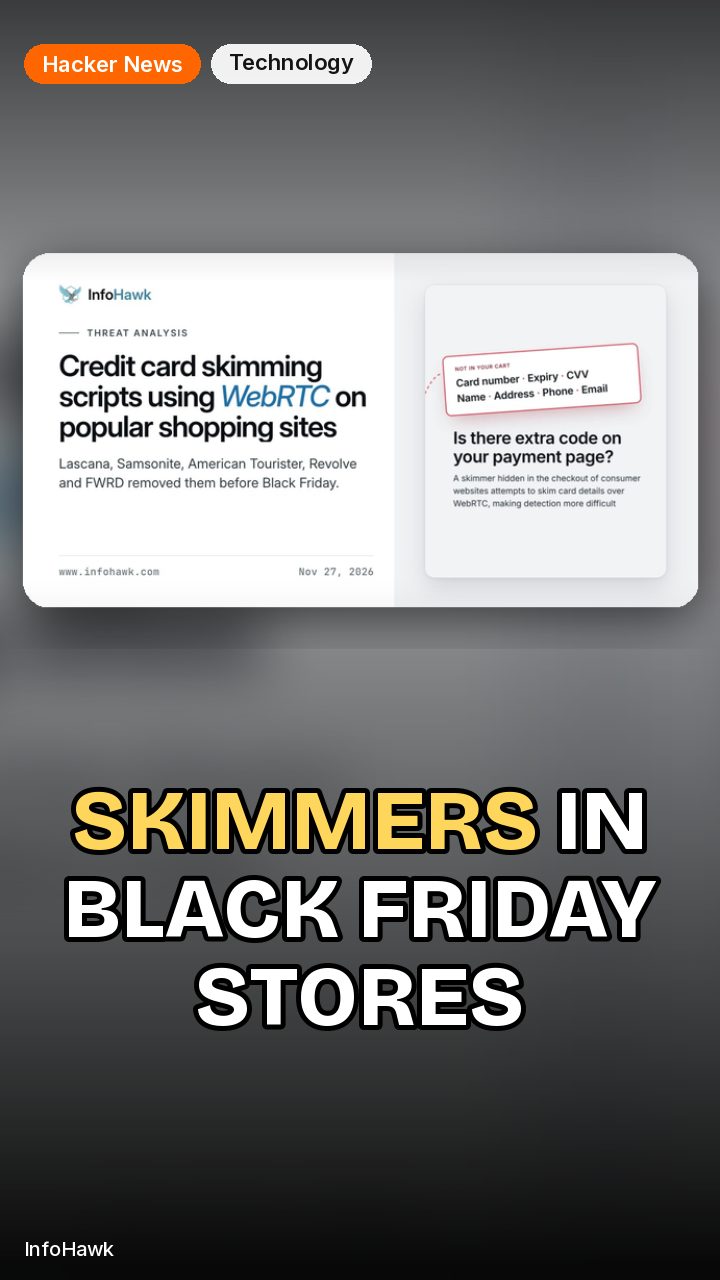 Hacker News
Technology
InfoHawk
THREAT ANALYSIS
Credit card skimming
scripts using WebRTC on
popular shopping sites
Lascana, Samsonite, American Tourister, Revolve
and FWRD removed them before Black Friday.
www.infohawk.com
Nov 27, 2026
NOT IN YOUR CART
Card number · Expiry · CVV
Name · Address · Phone · Email
Is there extra code on
your payment page?
A skimmer hidden in the checkout of consumer
websites attempts to skim card details over
WebRTC, making detection more difficult
SKIMMERS IN
BLACK FRIDAY
STORES
InfoHawk